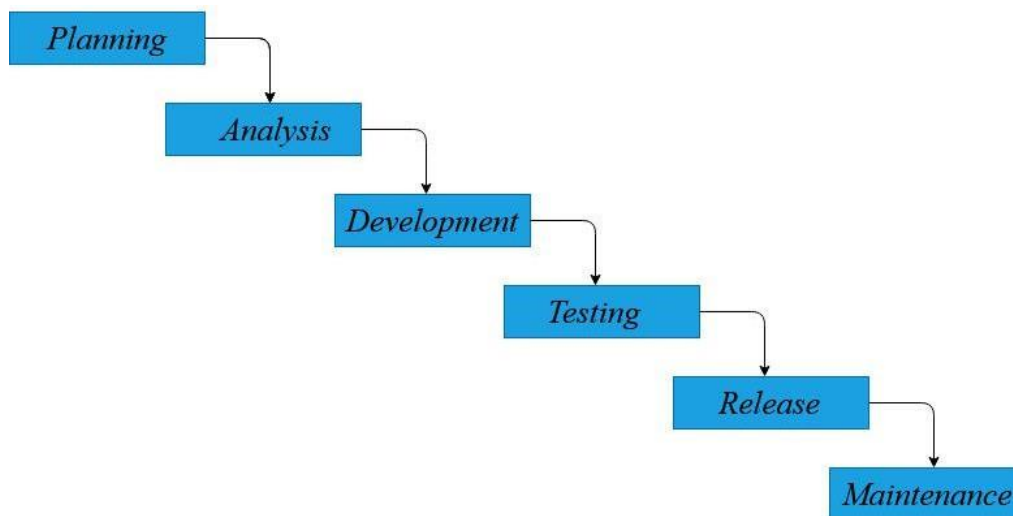 Planning
Analysis
Development
Testing
Release
Maintenance